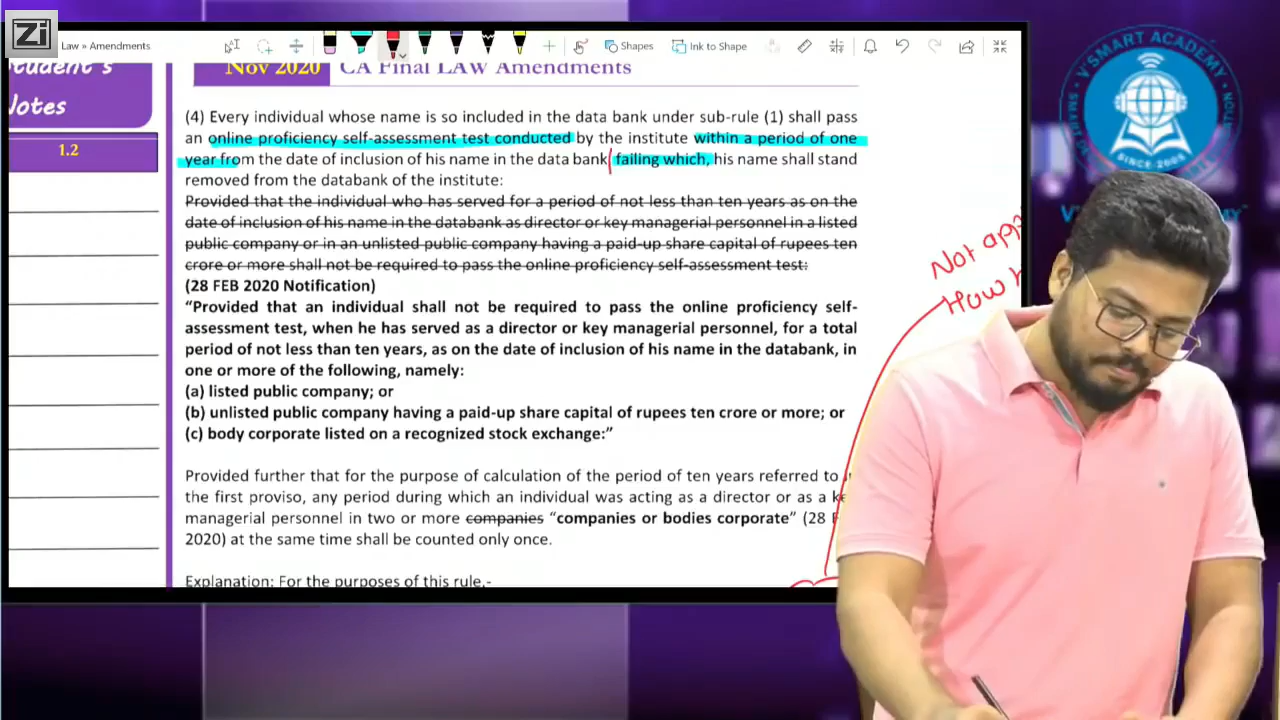 Zi
Law » Amendments
Shapes
Ink to Shape
Student's
Notes
1.2
Nov 2020 CA Final LAW Amendments
(4) Every individual whose name is so included in the data bank under sub-rule (1) shall pass
an online proficiency self-assessment test conducted by the institute within a period of one
year from the date of inclusion of his name in the data bank, failing which, his name shall stand
removed from the databank of the institute:
Provided that the individual who has served for a period of not less than ten years as on the
date of inclusion of his name in the databank as director or key managerial personnel in a listed
public company or in an unlisted public company having a paid-up share capital of rupees ten
crore or more shall not be required to pass the online proficiency self-assessment test:
(28 FEB 2020 Notification)
“Provided that an individual shall not be required to pass the online proficiency self-
assessment test, when he has served as a director or key managerial personnel, for a total
period of not less than ten years, as on the date of inclusion of his name in the databank, in
one or more of the following, namely:
(a) listed public company; or
(b) unlisted public company having a paid-up share capital of rupees ten crore or more; or
(c) body corporate listed on a recognized stock exchange:”
Provided further that for the purpose of calculation of the period of ten years referred to
the first proviso, any period during which an individual was acting as a director or as a
managerial personnel in two or more companies “companies or bodies corporate” (28
2020) at the same time shall be counted only once.
Explanation: For the purposes of this rule,-
Not
How
V'SMART ACADEMY
SINCE-2008